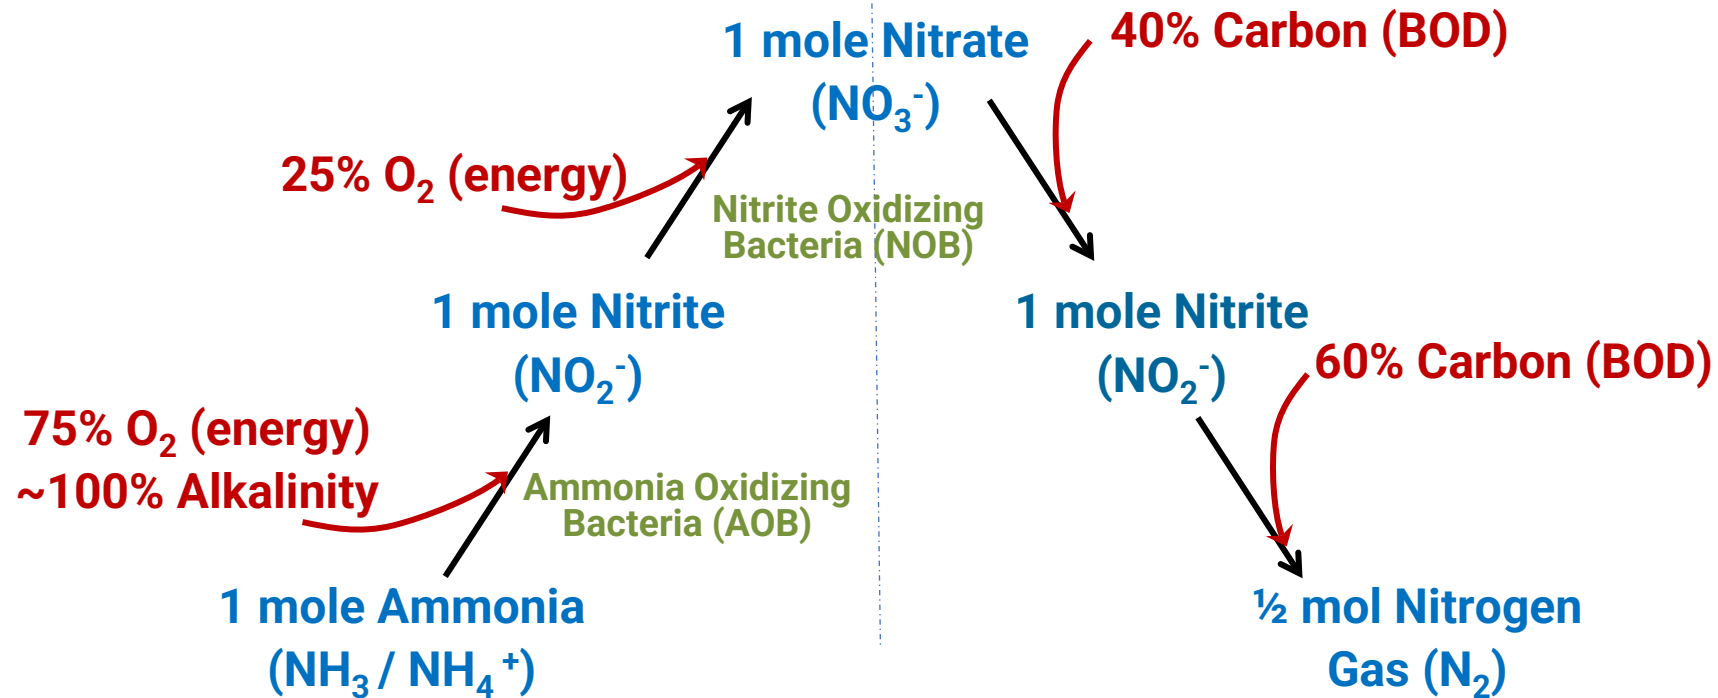 1 mole Nitrate
(NO₃⁻)
40% Carbon (BOD)
25% O₂ (energy)
Nitrite Oxidizing
Bacteria (NOB)
1 mole Nitrite
(NO₂⁻)
1 mole Nitrite
(NO₂⁻)
60% Carbon (BOD)
75% O₂ (energy)
~100% Alkalinity
Ammonia Oxidizing
Bacteria (AOB)
1 mole Ammonia
(NH₃ / NH₄ ⁺)
½ mol Nitrogen
Gas (N₂)